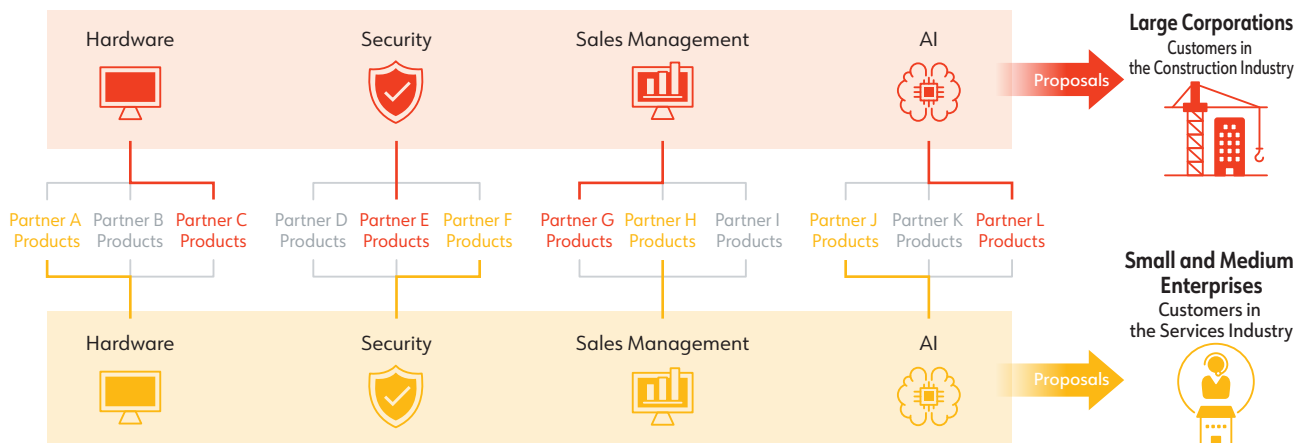 Hardware
Security
Sales Management
AI
Proposals
Large Corporations
Customers in
the Construction Industry
Partner A
Products
Partner B
Products
Partner C
Products
Partner D
Products
Partner E
Products
Partner F
Products
Partner G
Products
Partner H
Products
Partner I
Products
Partner J
Products
Partner K
Products
Partner L
Products
Hardware
Security
Sales Management
AI
Proposals
Small and Medium
Enterprises
Customers in
the Services Industry